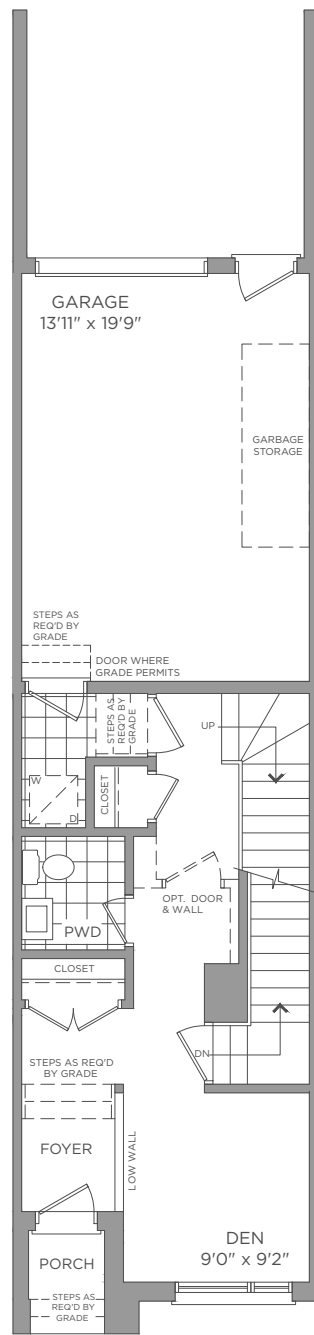 GARAGE
13'11" x 19'9"
GARBAGE
STORAGE
STEPS AS
REQ'D BY
GRADE
DOOR WHERE
GRADE PERMITS
STEPS AS
REQ'D BY
GRADE
UP
W
D
CLOSET
OPT. DOOR
& WALL
PWD
CLOSET
DN
STEPS AS REQ'D
BY GRADE
FOYER
LOW WALL
DEN
9'0" x 9'2"
PORCH
STEPS AS
REQ'D BY
GRADE